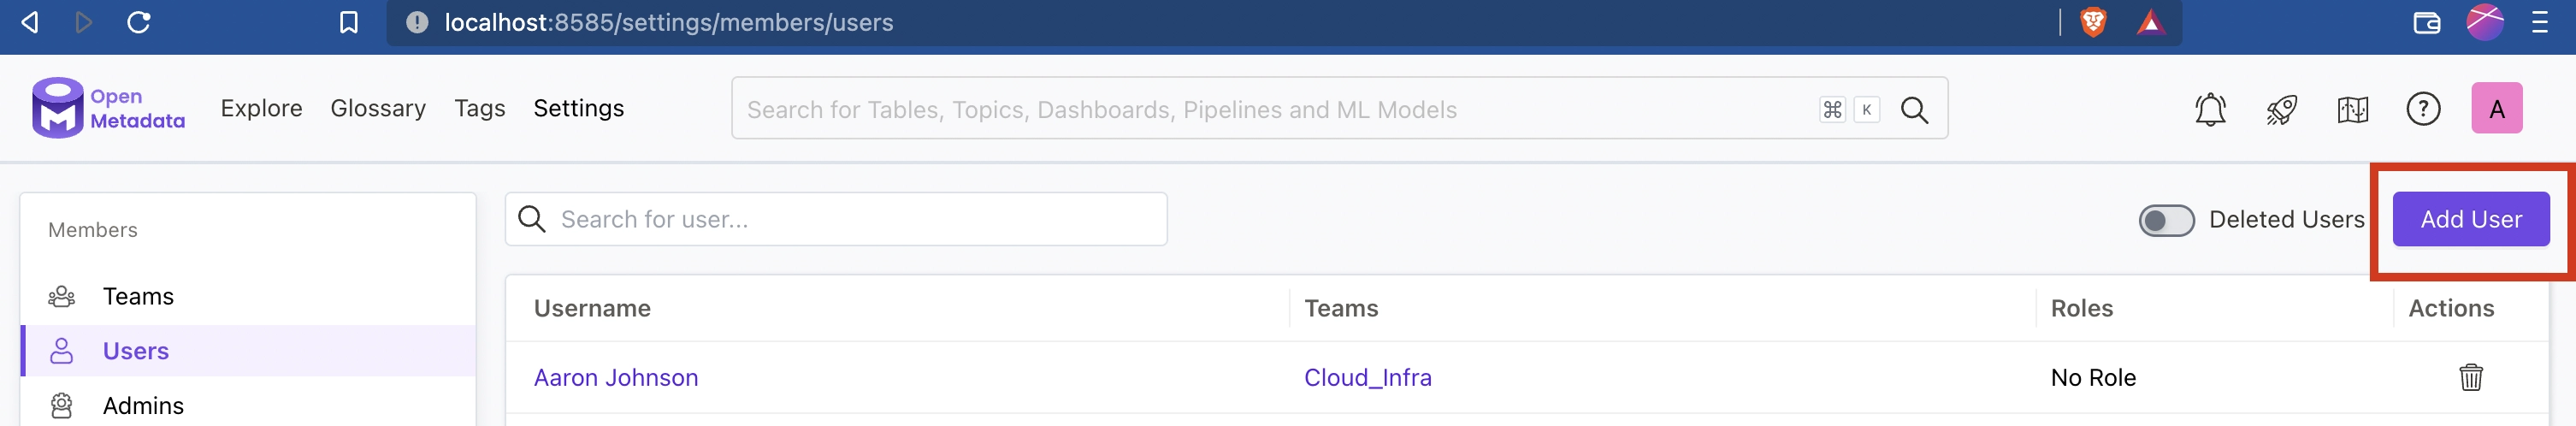 localhost:8585/settings/members/users
Open
Metadata
Explore Glossary Tags Settings
Search for Tables, Topics, Dashboards, Pipelines and ML Models ⌘ K
A
Members
Teams
Users
Admins
Search for user...
Deleted Users
Add User
Username Teams Roles Actions
Aaron Johnson Cloud_Infra No Role